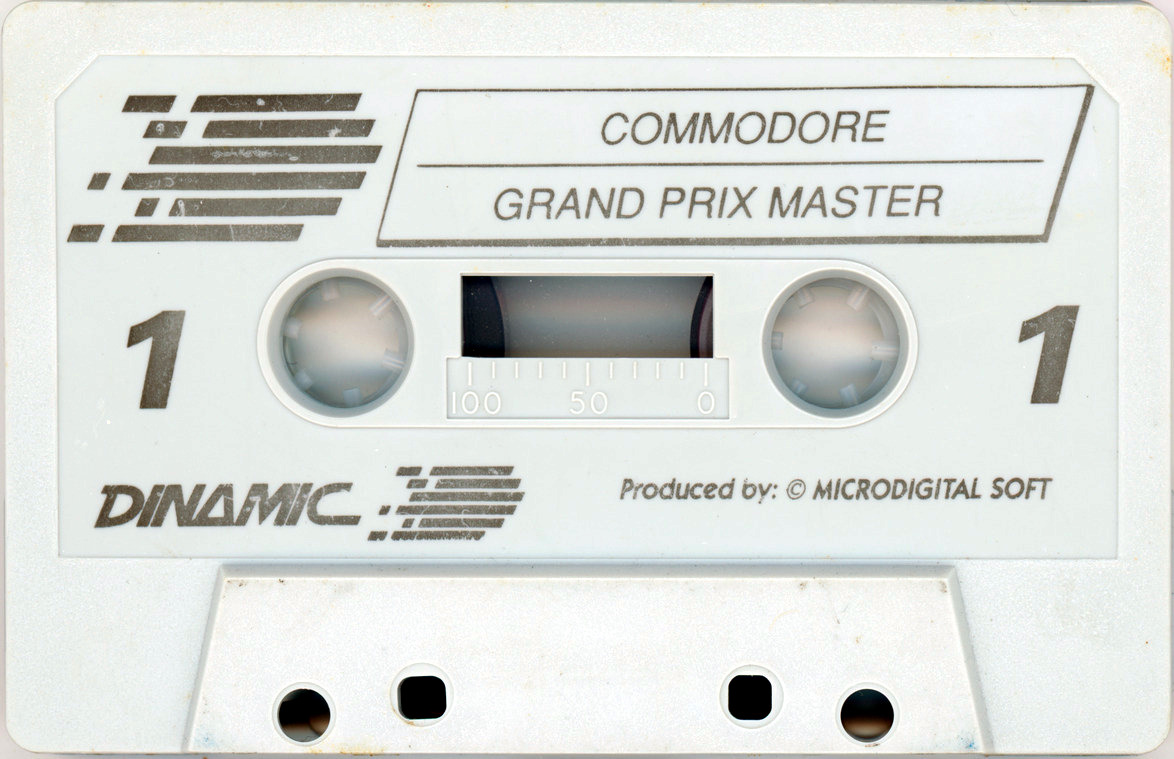 COMMODORE
GRAND PRIX MASTER
1 1
100 50 0
DINAMIC Produced by: © MICRODIGITAL SOFT